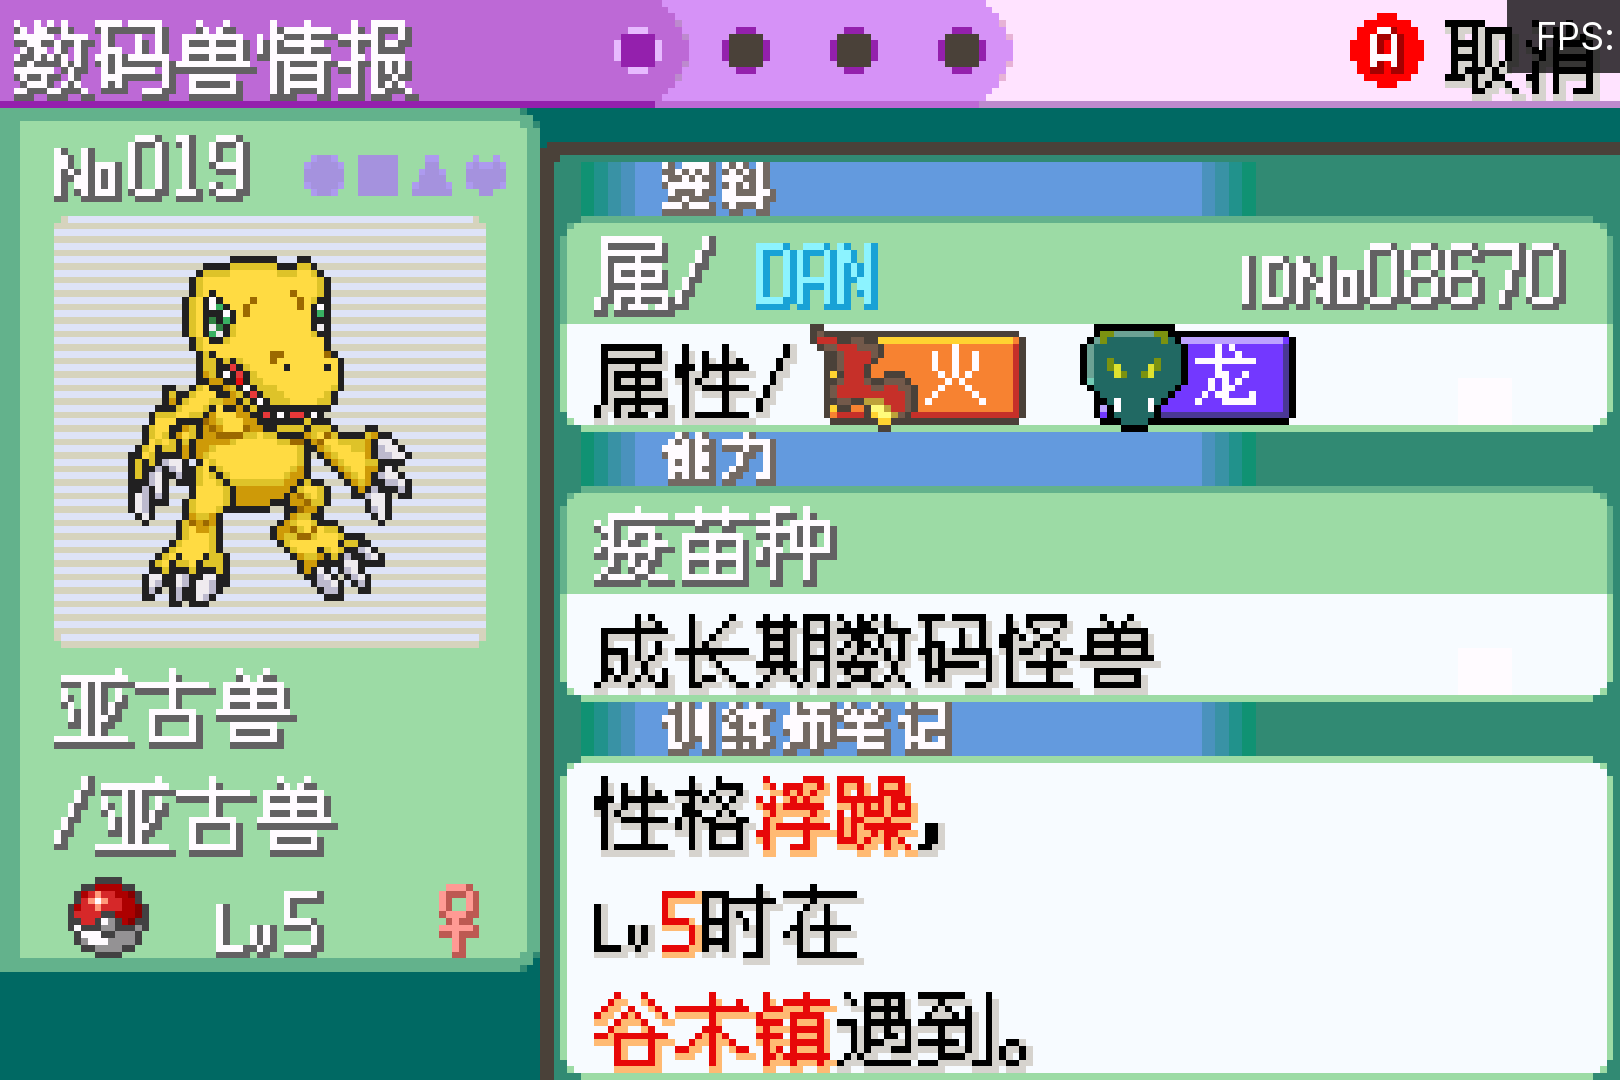 数码兽情报
A 取消
FPS:
No019
亚古兽
/亚古兽
Lv5 ♀
资料
属/ DAN IDNo08670
属性/ 火 龙
能力
疫苗种
成长期数码怪兽
训练师笔记
性格浮躁,
Lv5时在
谷木镇遇到。